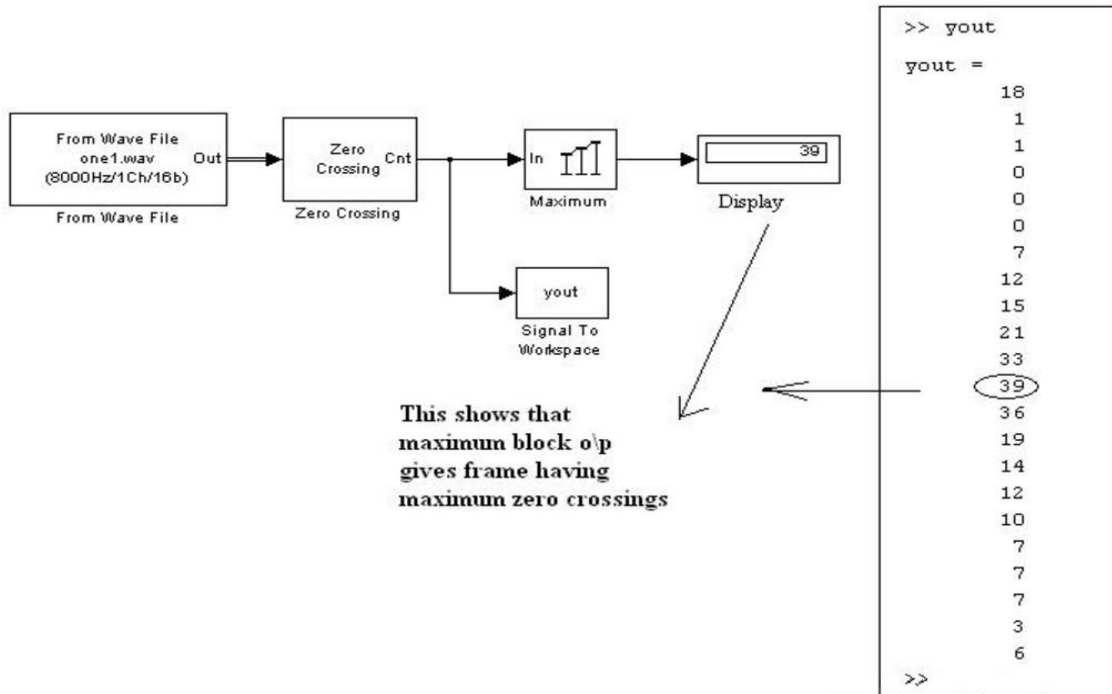 From Wave File
one1.wav
(8000Hz/1Ch/16b)
Out
From Wave File
Zero
Crossing
Cnt
Zero Crossing
In
Maximum
39
Display
yout
Signal To
Workspace
This shows that
maximum block o\p
gives frame having
maximum zero crossings
>> yout
yout =
18
1
1
0
0
0
7
12
15
21
33
39
36
19
14
12
10
7
7
7
3
6
>>